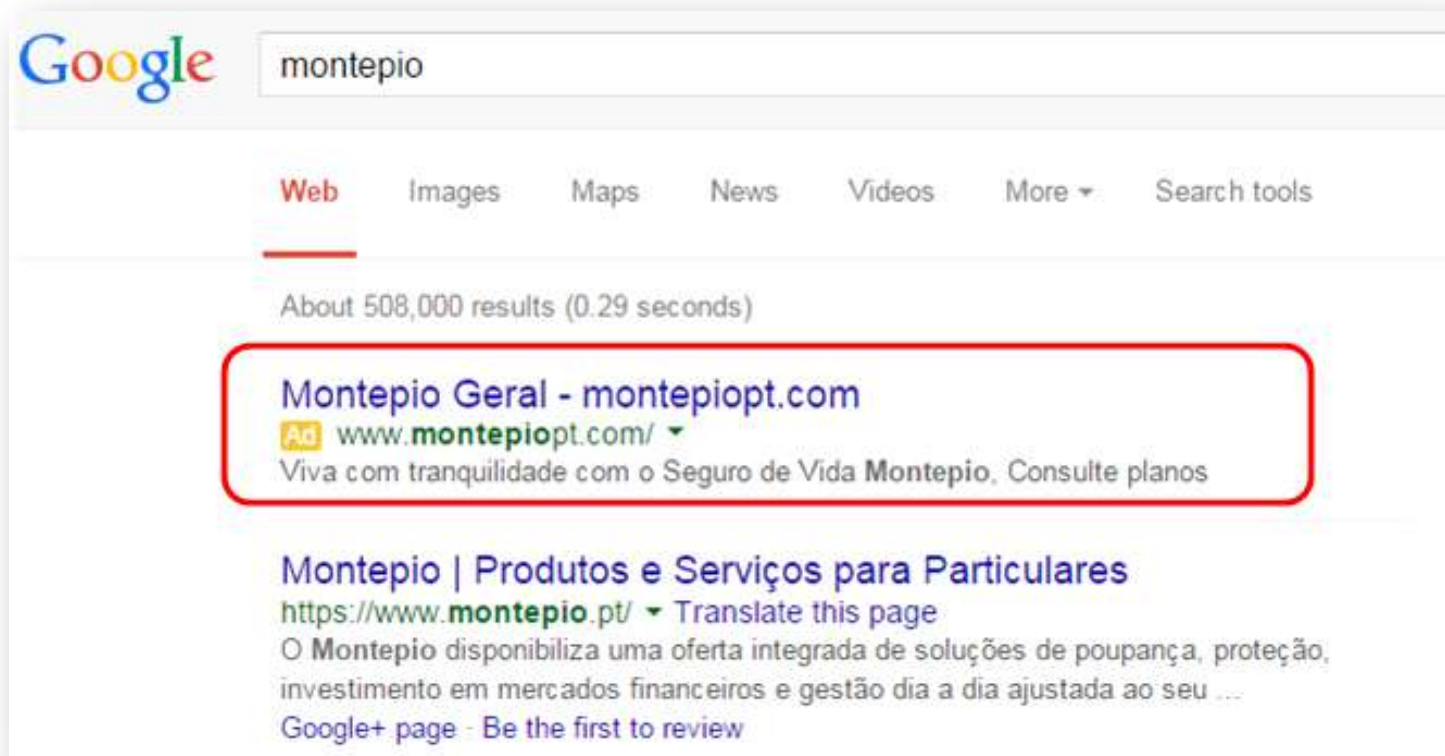 Google montepio
Web Images Maps News Videos More Search tools
About 508,000 results (0.29 seconds)
Montepio Geral - montepiopt.com
Ad www.montepiopt.com/
Viva com tranquilidade com o Seguro de Vida Montepio, Consulte planos
Montepio | Produtos e Serviços para Particulares
https://www.montepio.pt/ Translate this page
O Montepio disponibiliza uma oferta integrada de soluções de poupança, proteção,
investimento em mercados financeiros e gestão dia a dia ajustada ao seu ...
Google+ page · Be the first to review